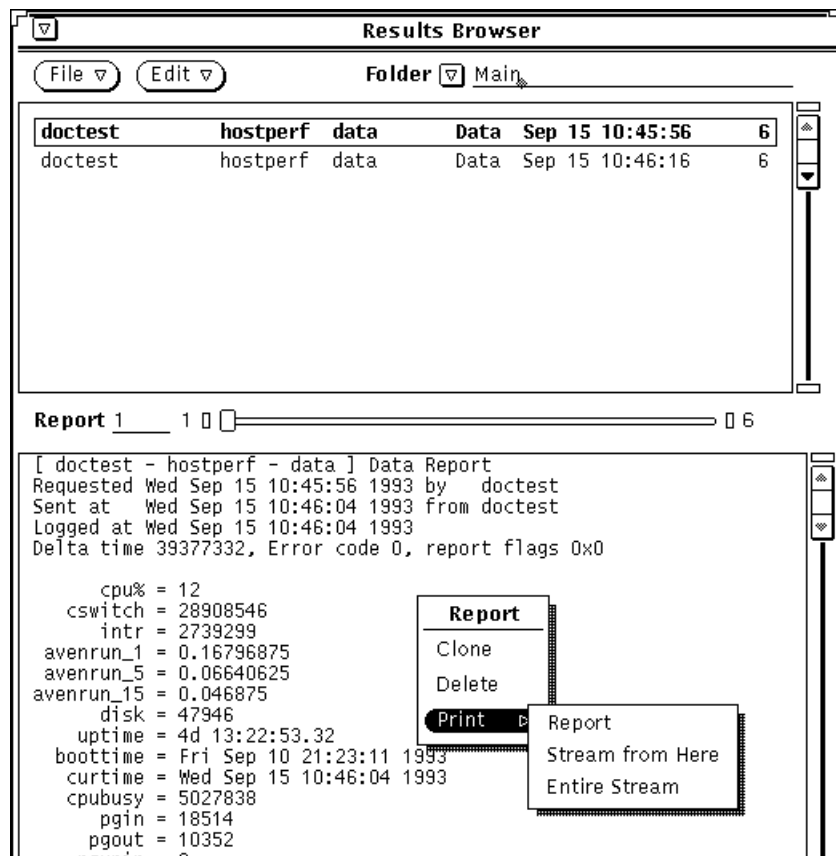 Results Browser
File Edit Folder Main
doctest hostperf data Data Sep 15 10:45:56 6
doctest hostperf data Data Sep 15 10:46:16 6
Report 1 1 6
[ doctest - hostperf - data ] Data Report
Requested Wed Sep 15 10:45:56 1993 by doctest
Sent at Wed Sep 15 10:46:04 1993 from doctest
Logged at Wed Sep 15 10:46:04 1993
Delta time 39377332, Error code 0, report flags 0x0
cpu% = 12
cswitch = 28908546
intr = 2739299
avenrun_1 = 0.16796875
avenrun_5 = 0.06640625
avenrun_15 = 0.046875
disk = 47946
uptime = 4d 13:22:53.32
boottime = Fri Sep 10 21:23:11 1993
curtime = Wed Sep 15 10:46:04 1993
cpubusy = 5027838
pgin = 18514
pgout = 10352
Report
Clone
Delete
Print
Report
Stream from Here
Entire Stream